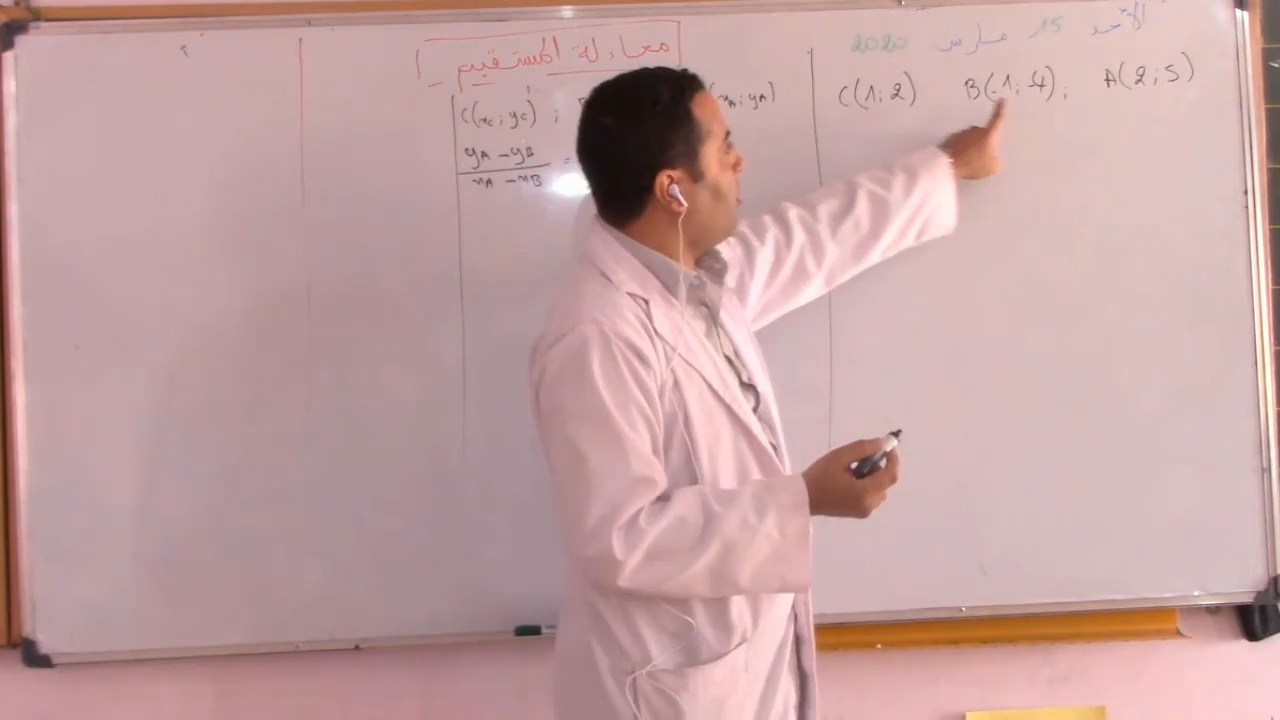 الأحد 15 مارس 2020
معادلة المستقيم
A(2;5) B(-1;-4); C(1;2)
(xA;yA) ; C(xC;yC)
yA-yB
xA-xB =